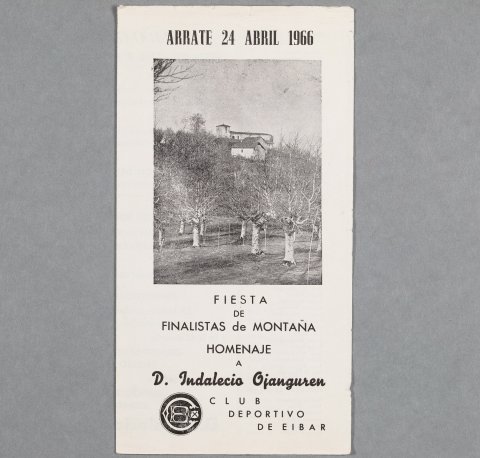 ARRATE 24 ABRIL 1966
FIESTA
DE
FINALISTAS de MONTAÑA
HOMENAJE
A
D. Indalecio Ojanguren
CLUB
DEPORTIVO
DE EIBAR